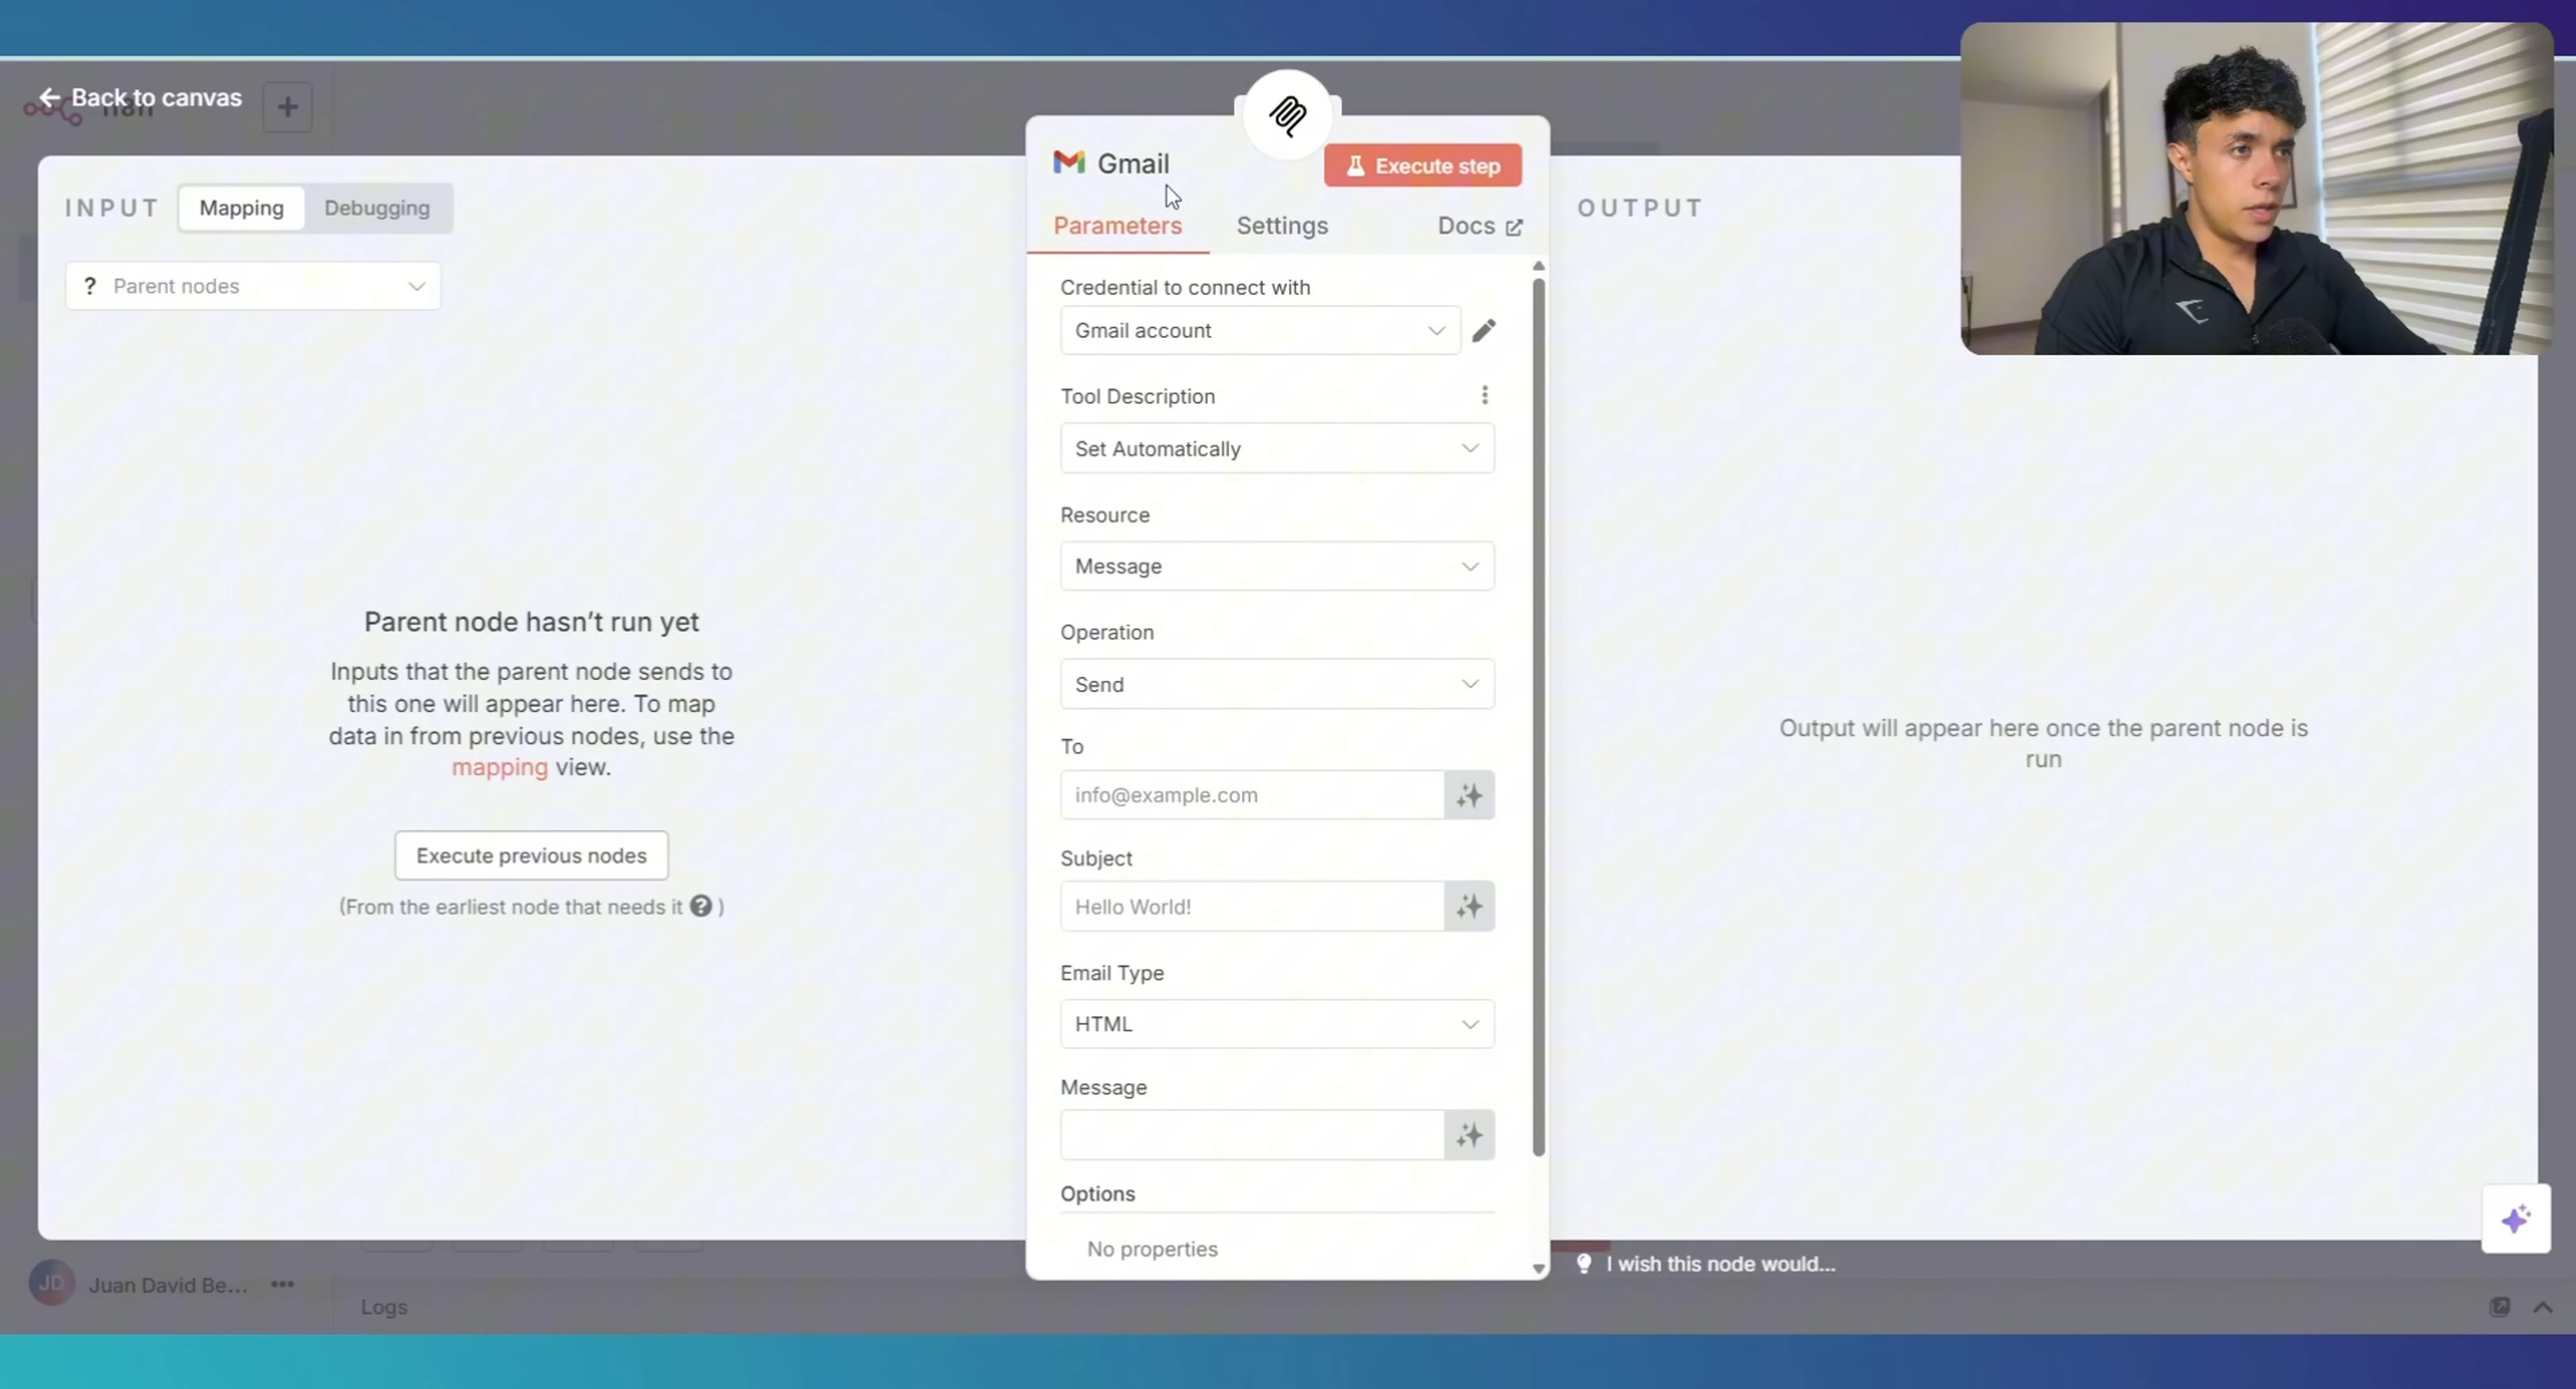 Back to canvas
n8n
INPUT
Mapping
Debugging
? Parent nodes
Parent node hasn't run yet
Inputs that the parent node sends to
this one will appear here. To map
data in from previous nodes, use the
mapping view.
Execute previous nodes
(From the earliest node that needs it ? )
Gmail
Execute step
Parameters
Settings
Docs
Credential to connect with
Gmail account
Tool Description
Set Automatically
Resource
Message
Operation
Send
To
info@example.com
Subject
Hello World!
Email Type
HTML
Message
Options
No properties
OUTPUT
Output will appear here once the parent node is
run
I wish this node would...
JD
Juan David Be...
Logs